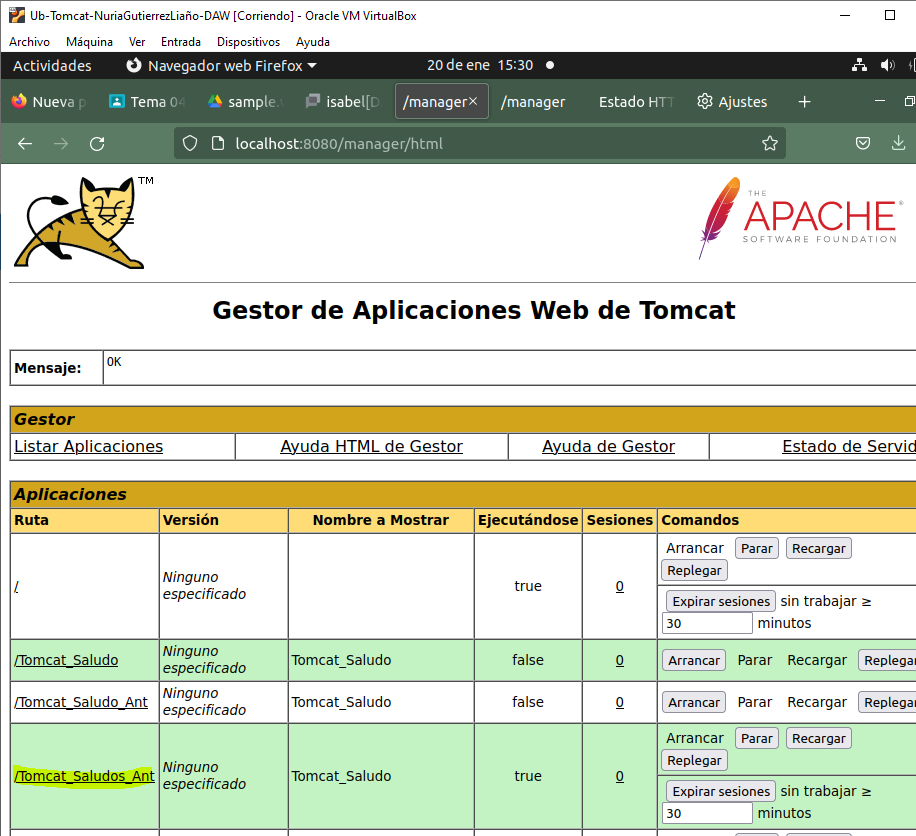 Ub-Tomcat-NuriaGutierrezLiaño-DAW [Corriendo] - Oracle VM VirtualBox
Archivo Máquina Ver Entrada Dispositivos Ayuda
Actividades Navegador web Firefox 20 de ene 15:30
Nueva p Tema 04 sample. isabel[D /manager× /manager Estado HTT Ajustes +
localhost:8080/manager/html
TM
THE
APACHE®
SOFTWARE FOUNDATION
Gestor de Aplicaciones Web de Tomcat
Mensaje: OK
Gestor
Listar Aplicaciones Ayuda HTML de Gestor Ayuda de Gestor Estado de Servid
Aplicaciones
Ruta Versión Nombre a Mostrar Ejecutándose Sesiones Comandos
/ Ninguno especificado true 0 Arrancar Parar Recargar
Replegar
Expirar sesiones sin trabajar ≥
30 minutos
/Tomcat_Saludo Ninguno especificado Tomcat_Saludo false 0 Arrancar Parar Recargar Replegar
/Tomcat_Saludo_Ant Ninguno especificado Tomcat_Saludo false 0 Arrancar Parar Recargar Replegar
/Tomcat_Saludos_Ant Ninguno especificado Tomcat_Saludo true 0 Arrancar Parar Recargar
Replegar
Expirar sesiones sin trabajar ≥
30 minutos